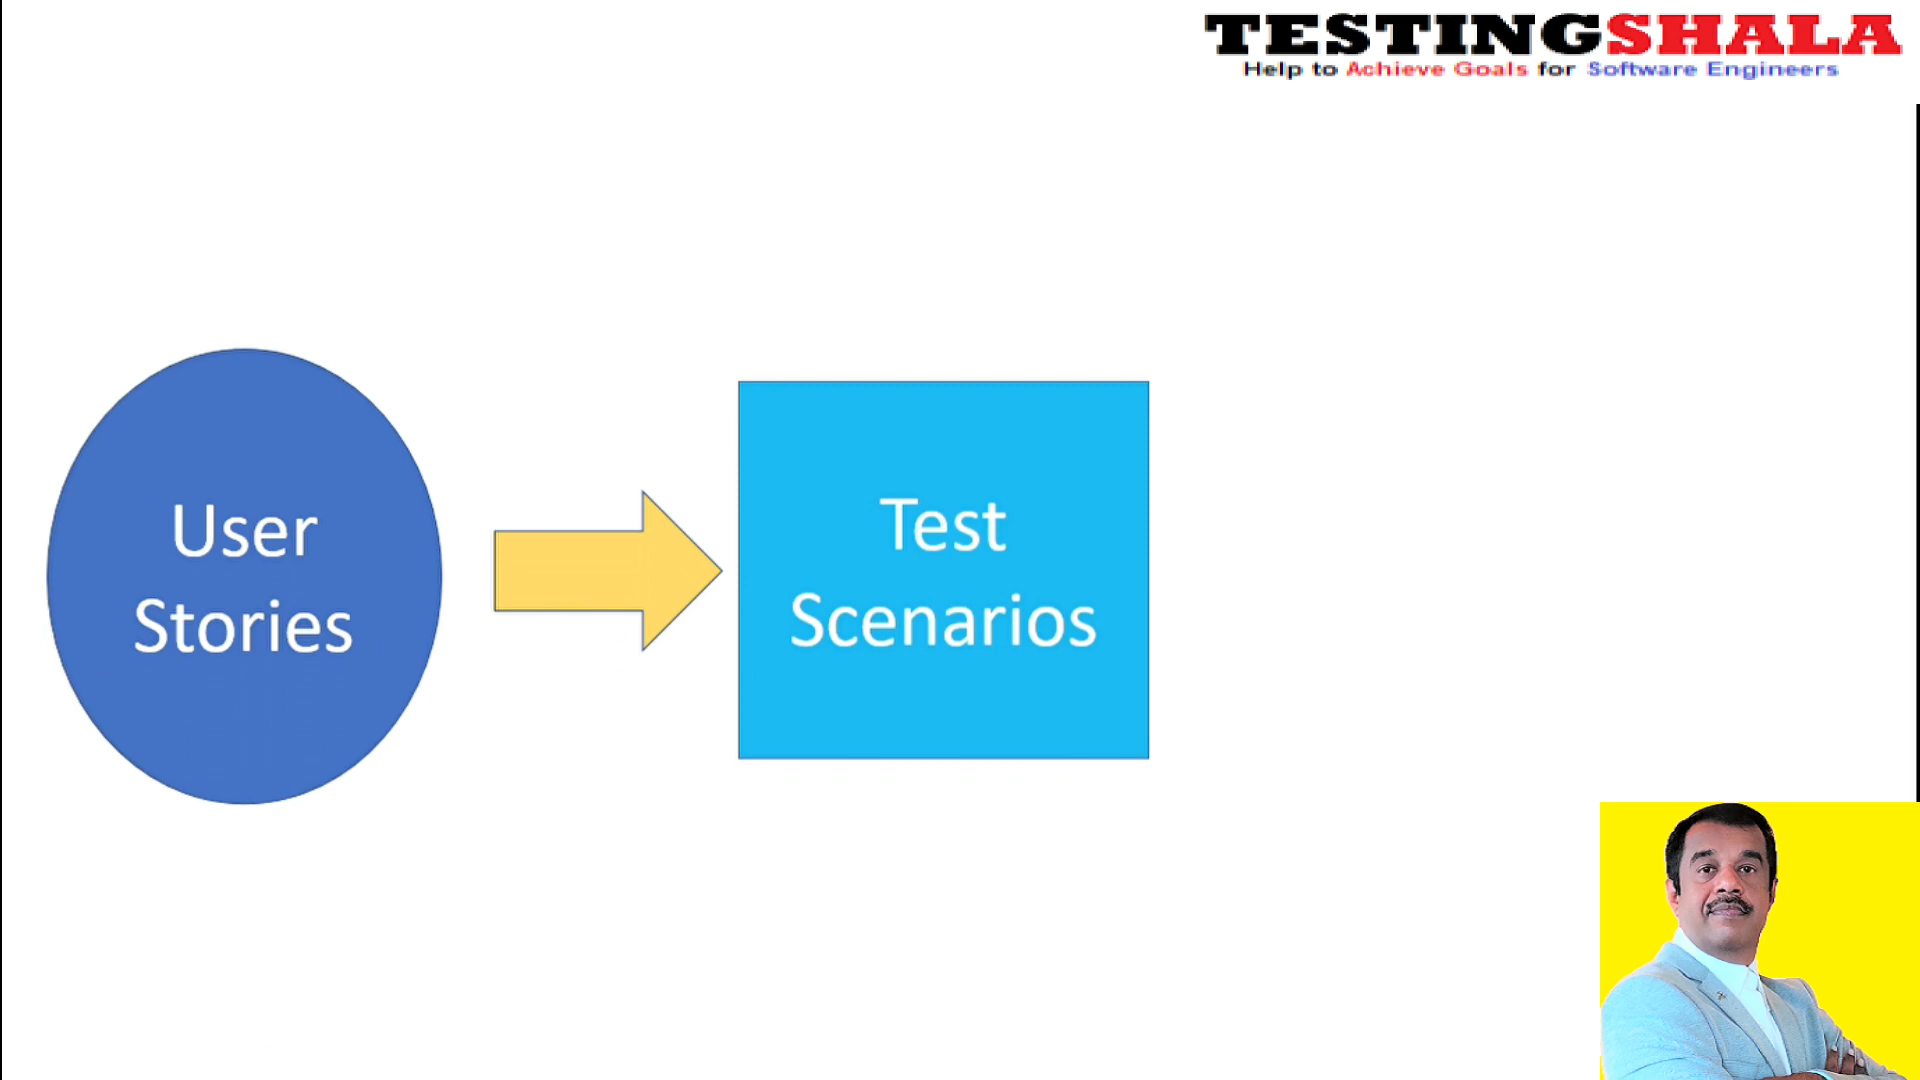 TESTINGSHALA
Help to Achieve Goals for Software Engineers
User
Stories
Test
Scenarios